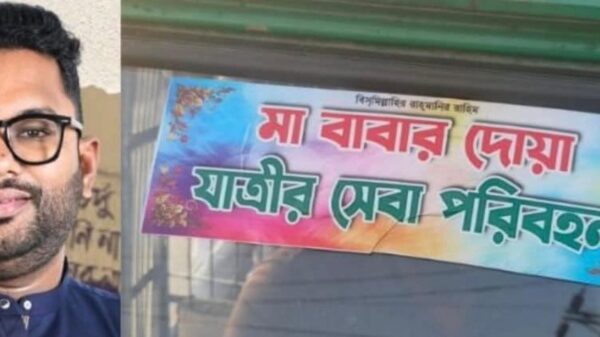 বিসমিল্লাহির রাহমানির রাহিম
মা বাবার দোয়া
যাত্রীর সেবা পরিবহন